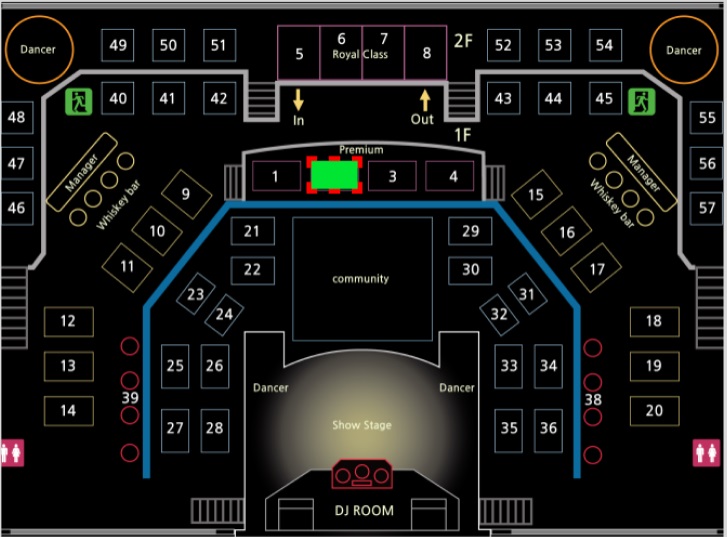 Dancer
49 50 51
5 6 7 8
Royal Class
2F
52 53 54
Dancer
40 41 42
In
Out
43 44 45
48
55
1F
Premium
47
Manager
Whiskey bar
1 3 4
Manager
Whiskey bar
56
46
9
15
57
10
21
29
16
11
22
community
30
17
23
24
31
32
12
18
13
25 26
33 34
19
39
Dancer
Dancer
38
14
20
27 28
Show Stage
35 36
DJ ROOM